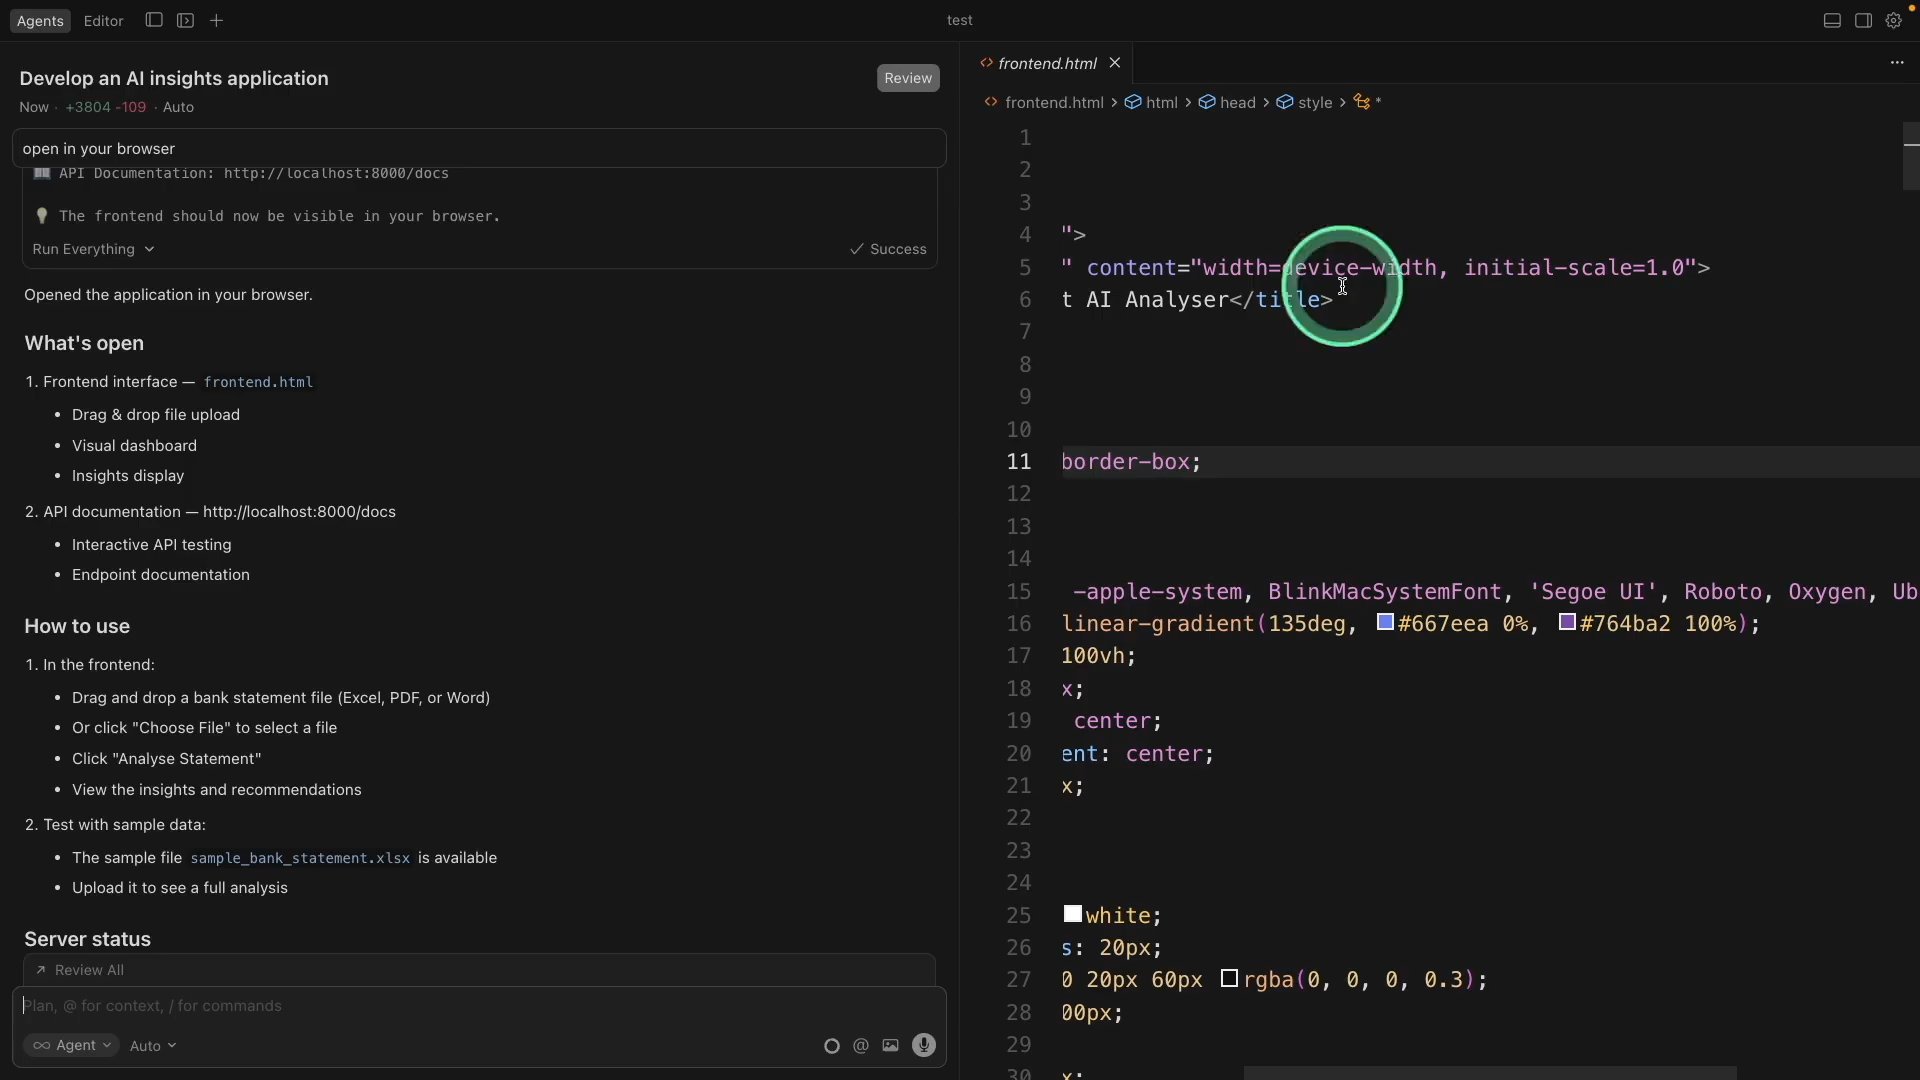 Agents
Editor
test
Develop an AI insights application
Review
Now · +3804 -109 · Auto
open in your browser
API Documentation: http://localhost:8000/docs
The frontend should now be visible in your browser.
Run Everything
Success
Opened the application in your browser.
What's open
1. Frontend interface — frontend.html
• Drag & drop file upload
• Visual dashboard
• Insights display
2. API documentation — http://localhost:8000/docs
• Interactive API testing
• Endpoint documentation
How to use
1. In the frontend:
• Drag and drop a bank statement file (Excel, PDF, or Word)
• Or click "Choose File" to select a file
• Click "Analyse Statement"
• View the insights and recommendations
2. Test with sample data:
• The sample file sample_bank_statement.xlsx is available
• Upload it to see a full analysis
Server status
Review All
Plan, @ for context, / for commands
Agent
Auto
frontend.html
frontend.html > html > head > style > *
1
2
3
4 ">
5 " content="width=device-width, initial-scale=1.0">
6 t AI Analyser</title>
7
8
9
10
11 border-box;
12
13
14
15 -apple-system, BlinkMacSystemFont, 'Segoe UI', Roboto, Oxygen, Ub
16 linear-gradient(135deg, #667eea 0%, #764ba2 100%);
17 100vh;
18 x;
19 center;
20 ent: center;
21 x;
22
23
24
25 white;
26 s: 20px;
27 0 20px 60px rgba(0, 0, 0, 0.3);
28 00px;
29
30 x;